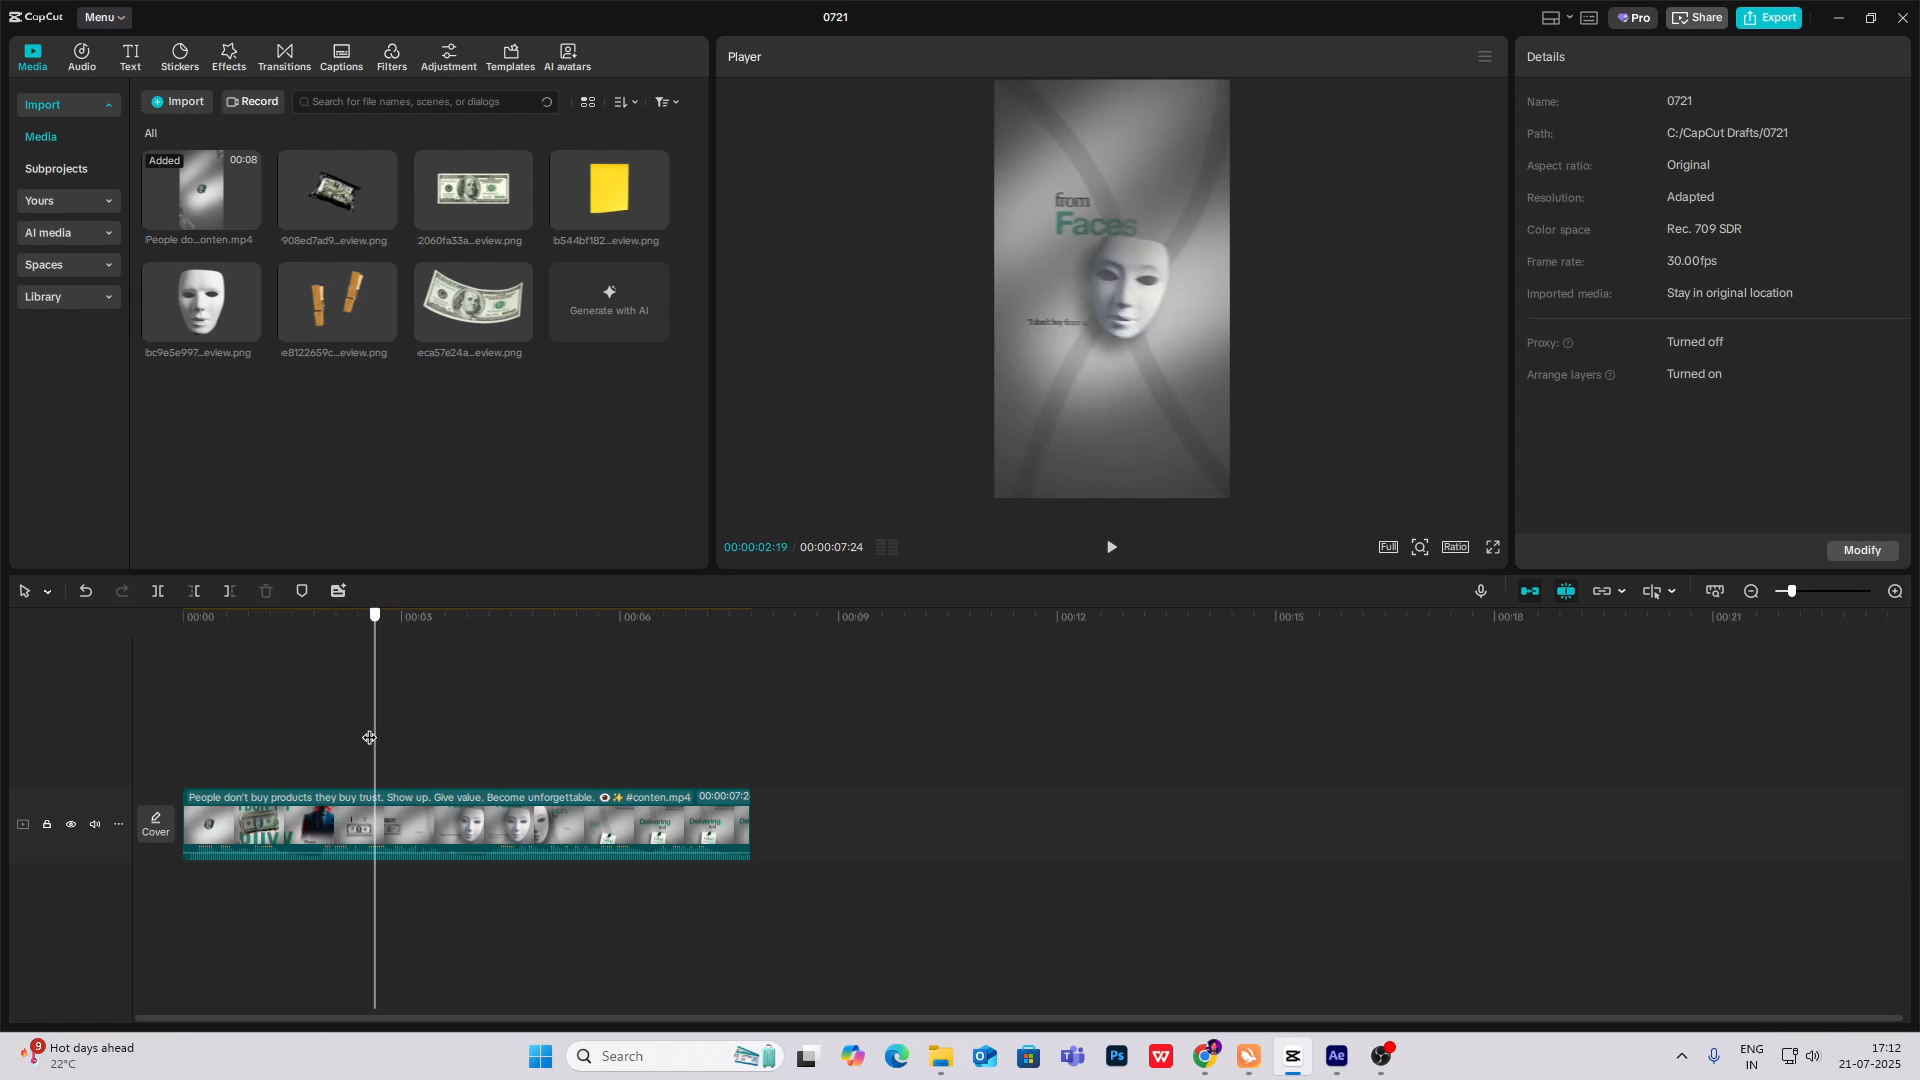 CapCut
Menu
0721
Pro
Share
Export
Media
Audio
Text
Stickers
Effects
Transitions
Captions
Filters
Adjustment
Templates
AI avatars
Import
Media
Subprojects
Yours
AI media
Spaces
Library
Import
Record
Search for file names, scenes, or dialogs
All
Added
00:08
People do...onten.mp4
908ed7ad9...eview.png
2060fa33a...eview.png
b544bf182...eview.png
bc9e5e997...eview.png
e8122659c...eview.png
eca57e24a...eview.png
Generate with AI
Player
from
Faces
"I don't buy from
00:00:02:19 / 00:00:07:24
Full
Ratio
Details
Name: 0721
Path: C:/CapCut Drafts/0721
Aspect ratio: Original
Resolution: Adapted
Color space Rec. 709 SDR
Frame rate: 30.00fps
Imported media: Stay in original location
Proxy: Turned off
Arrange layers Turned on
Modify
00:00
00:03
00:06
00:09
00:12
00:15
00:18
00:21
Cover
People don't buy products they buy trust. Show up. Give value. Become unforgettable. 👁️✨ #conten.mp4 00:00:07:2
Delivering
Delivering
9
Hot days ahead
22°C
Search
Ps
W
Ae
ENG
IN
17:12
21-07-2025